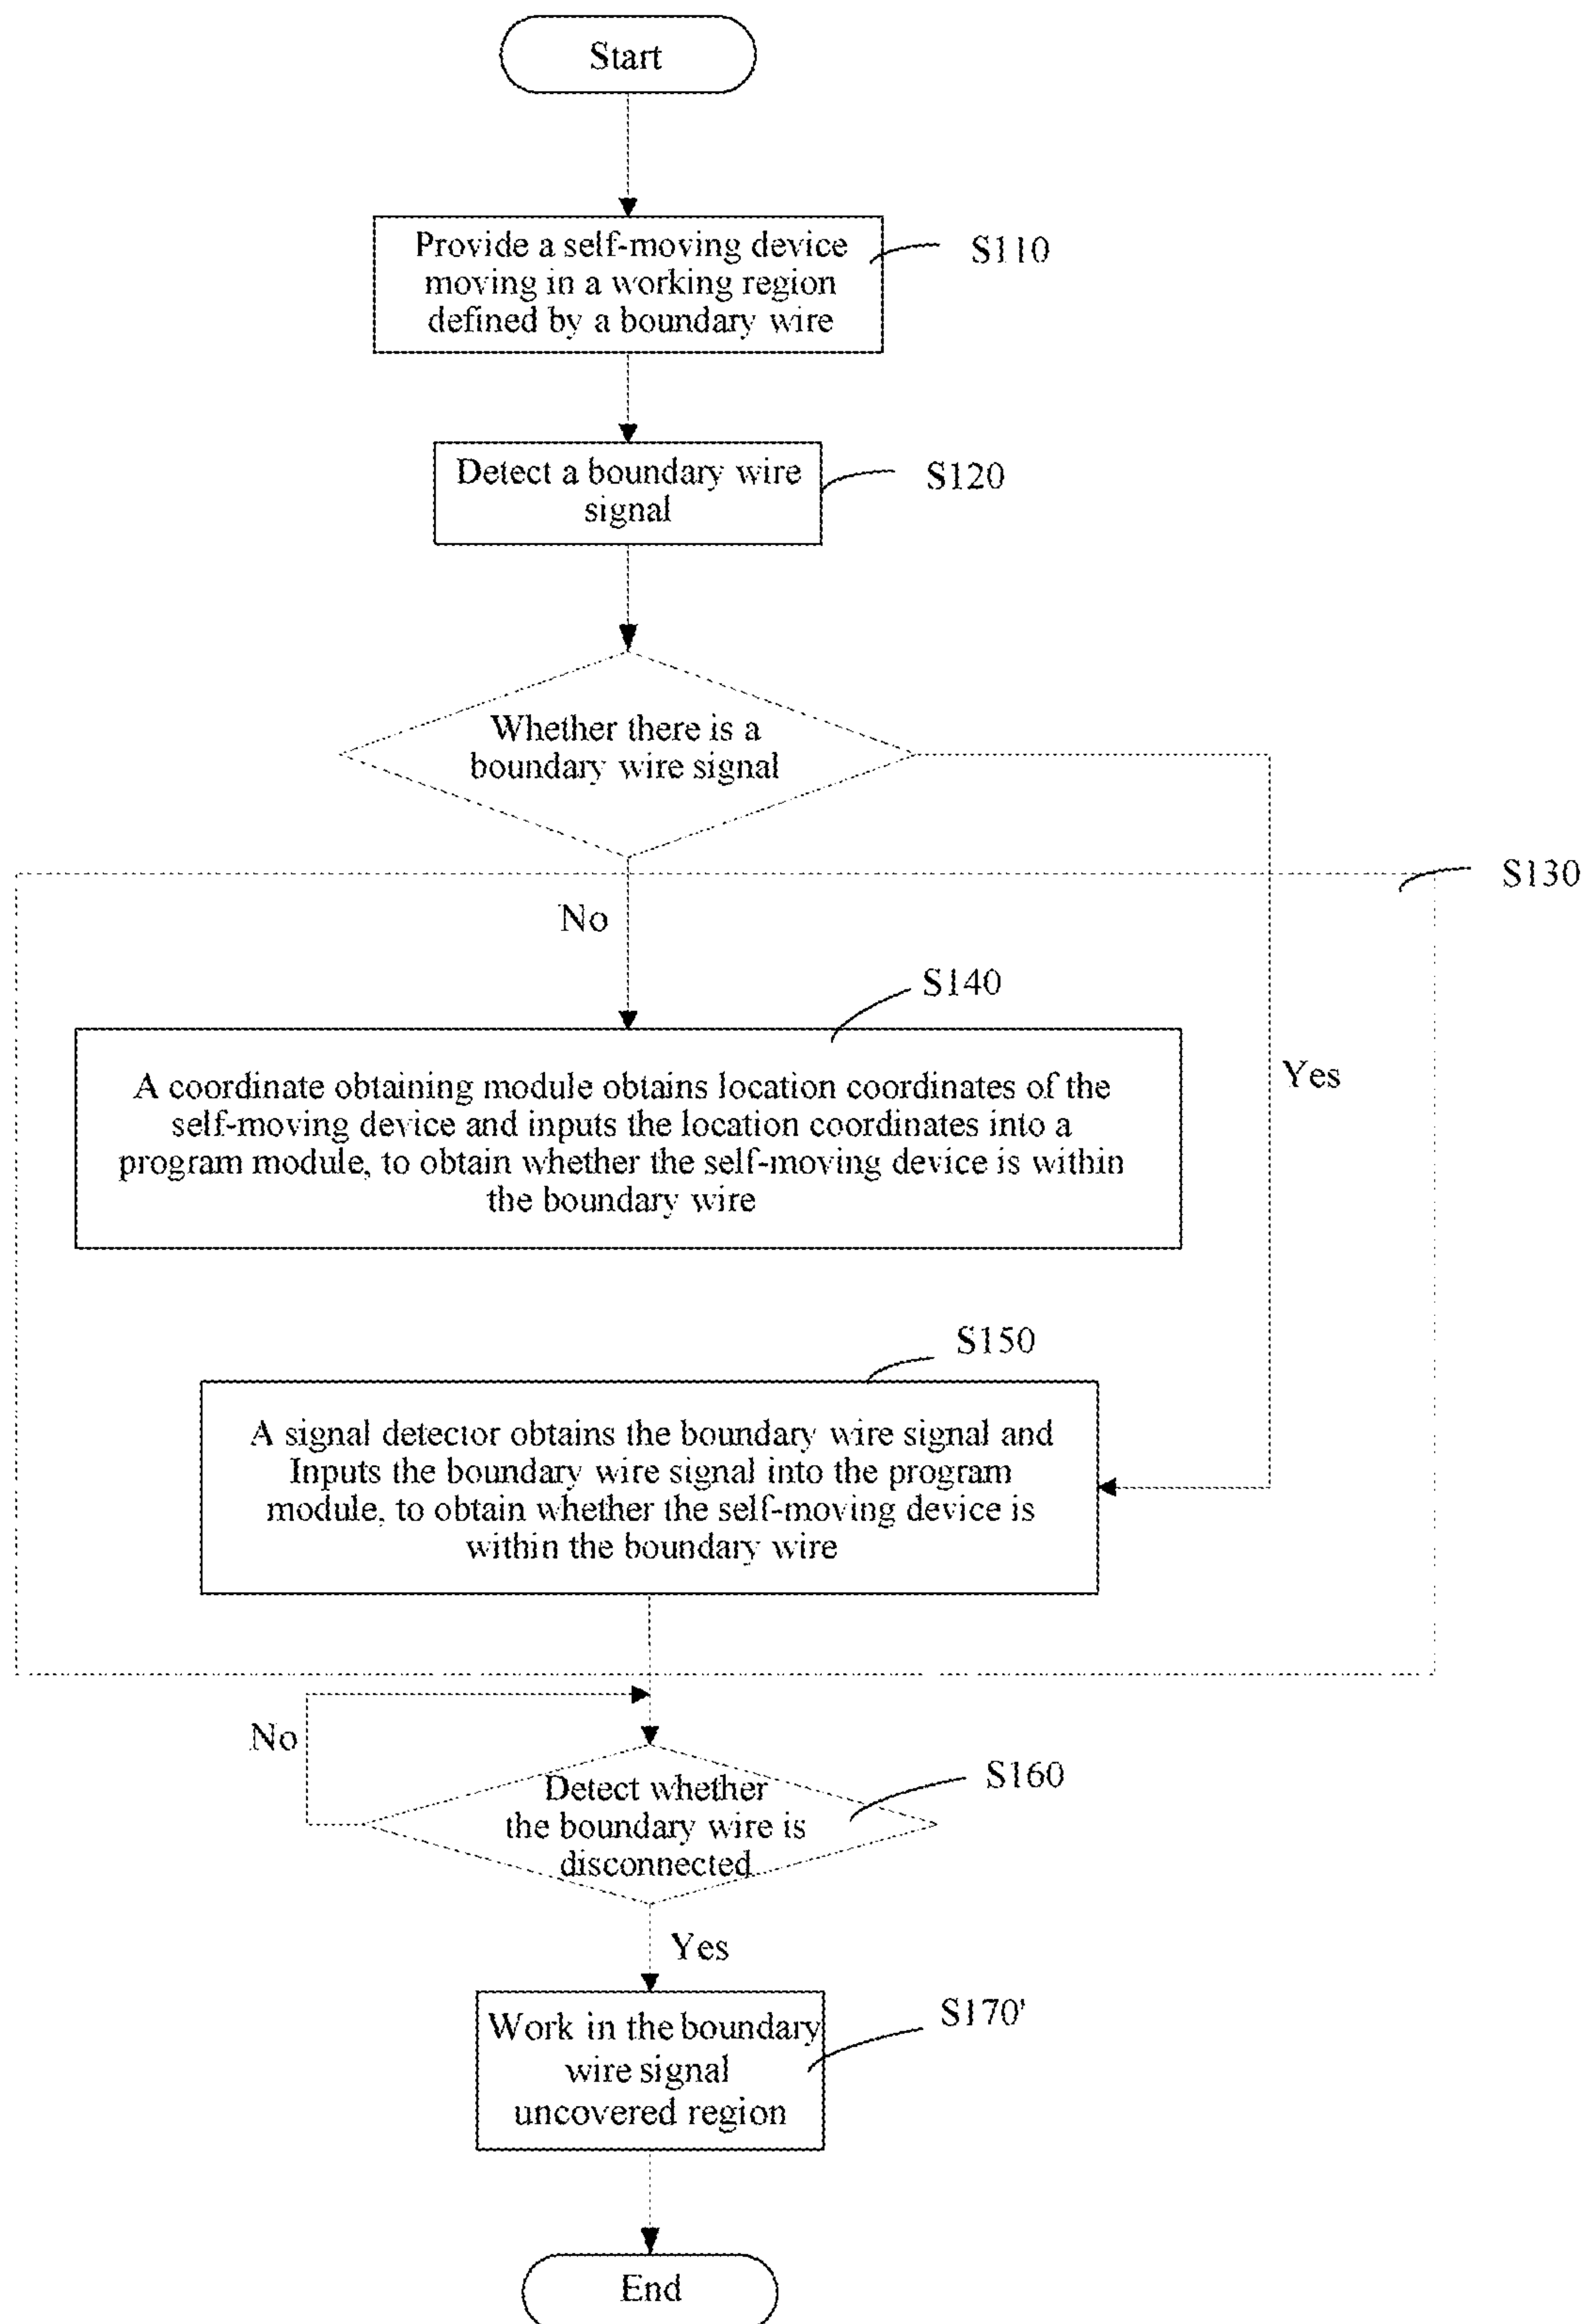 Start
Provide a self-moving device
moving in a working region
defined by a boundary wire
S110
Detect a boundary wire
signal
S120
Whether there is a
boundary wire signal
S130
No
S140
A coordinate obtaining module obtains location coordinates of the
self-moving device and inputs the location coordinates into a
program module, to obtain whether the self-moving device is within
the boundary wire
Yes
S150
A signal detector obtains the boundary wire signal and
Inputs the boundary wire signal into the program
module, to obtain whether the self-moving device is
within the boundary wire
No
S160
Detect whether
the boundary wire is
disconnected
Yes
S170'
Work in the boundary
wire signal
uncovered region
End